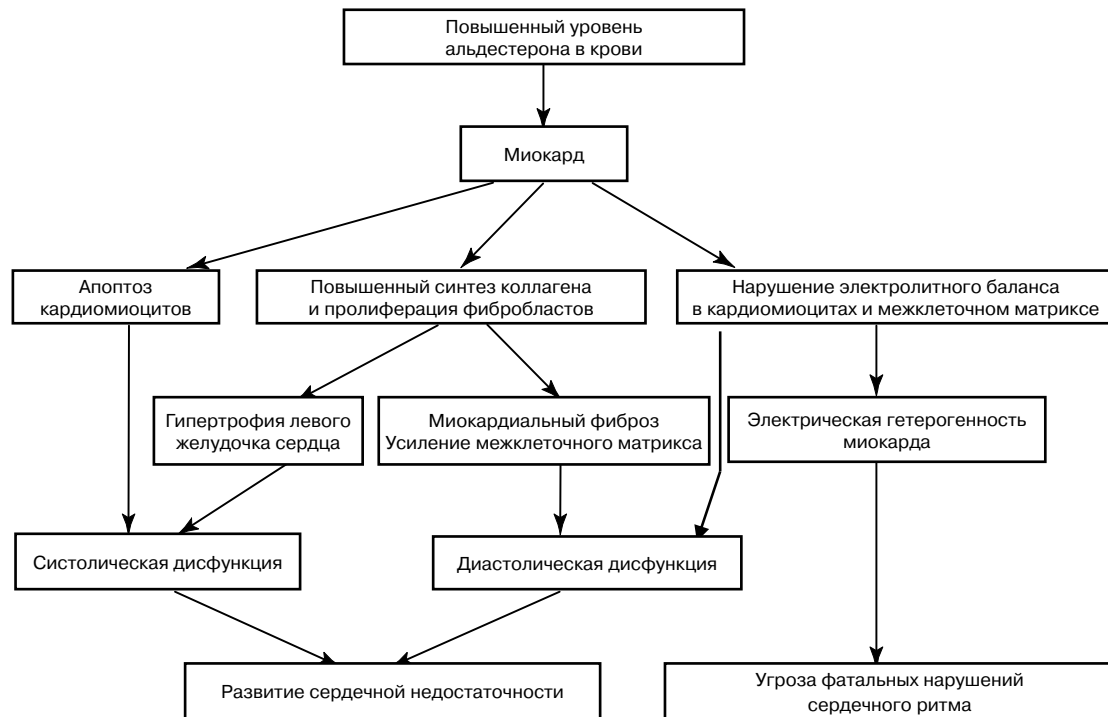 Повышенный уровень
альдестерона в крови
Миокард
Апоптоз
кардиомиоцитов
Повышенный синтез коллагена
и пролиферация фибробластов
Нарушение электролитного баланса
в кардиомиоцитах и межклеточном матриксе
Гипертрофия левого
желудочка сердца
Миокардиальный фиброз
Усиление межклеточного матрикса
Электрическая гетерогенность
миокарда
Систолическая дисфункция
Диастолическая дисфункция
Развитие сердечной недостаточности
Угроза фатальных нарушений
сердечного ритма